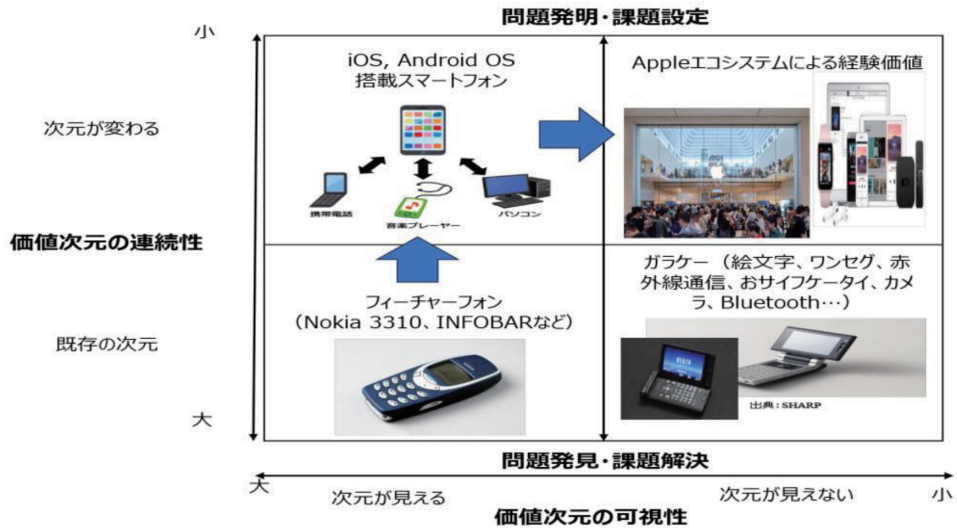 問題発明・課題設定
小
iOS, Android OS
搭載スマートフォン
Appleエコシステムによる経験価値
次元が変わる
携帯電話
音楽プレーヤー
パソコン
価値次元の連続性
フィーチャーフォン
(Nokia 3310、INFOBARなど)
ガラケー（絵文字、ワンセグ、赤
外線通信、おサイフケータイ、カメ
ラ、Bluetooth…）
既存の次元
出典：SHARP
大
問題発見・課題解決
大
次元が見える
次元が見えない
小
価値次元の可視性